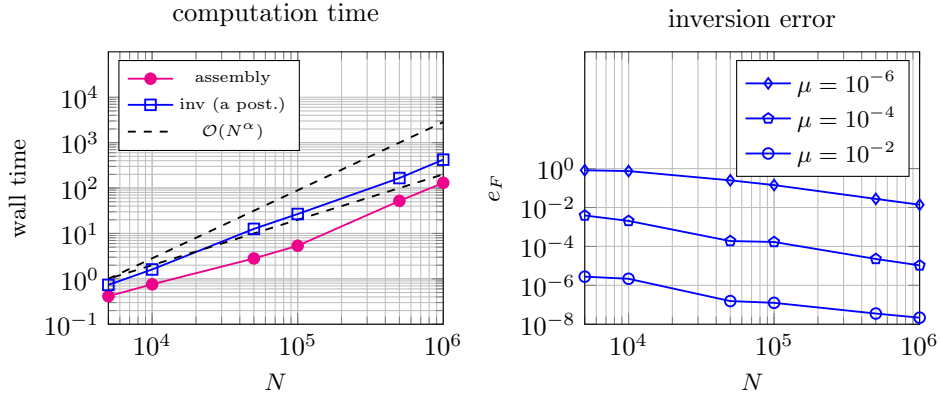 computation time
wall time
10^4
10^3
10^2
10^1
10^0
10^−1
assembly
inv (a post.)
O(N^α)
10^4 10^5 10^6
N
inversion error
e_F
10^0
10^−2
10^−4
10^−6
10^−8
μ = 10^−6
μ = 10^−4
μ = 10^−2
10^4 10^5 10^6
N